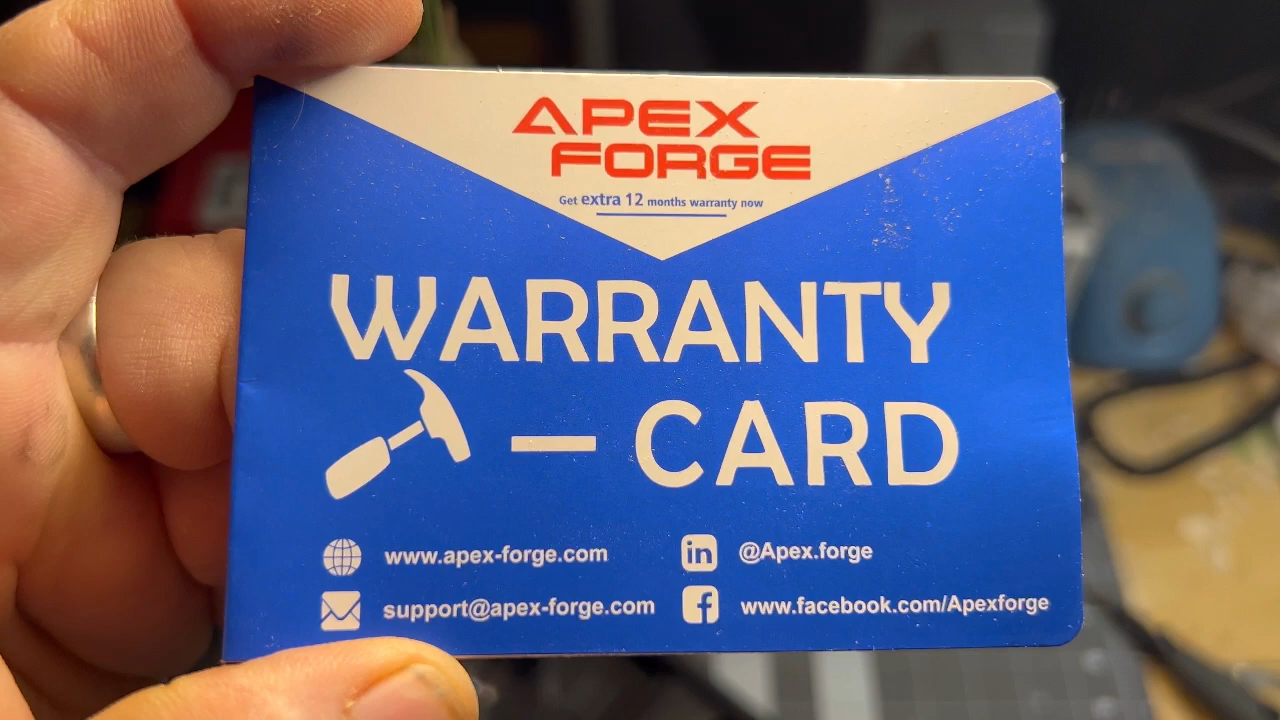 APEX
FORGE
Get extra 12 months warranty now
WARRANTY
– CARD
www.apex-forge.com
@Apex.forge
support@apex-forge.com
www.facebook.com/Apexforge